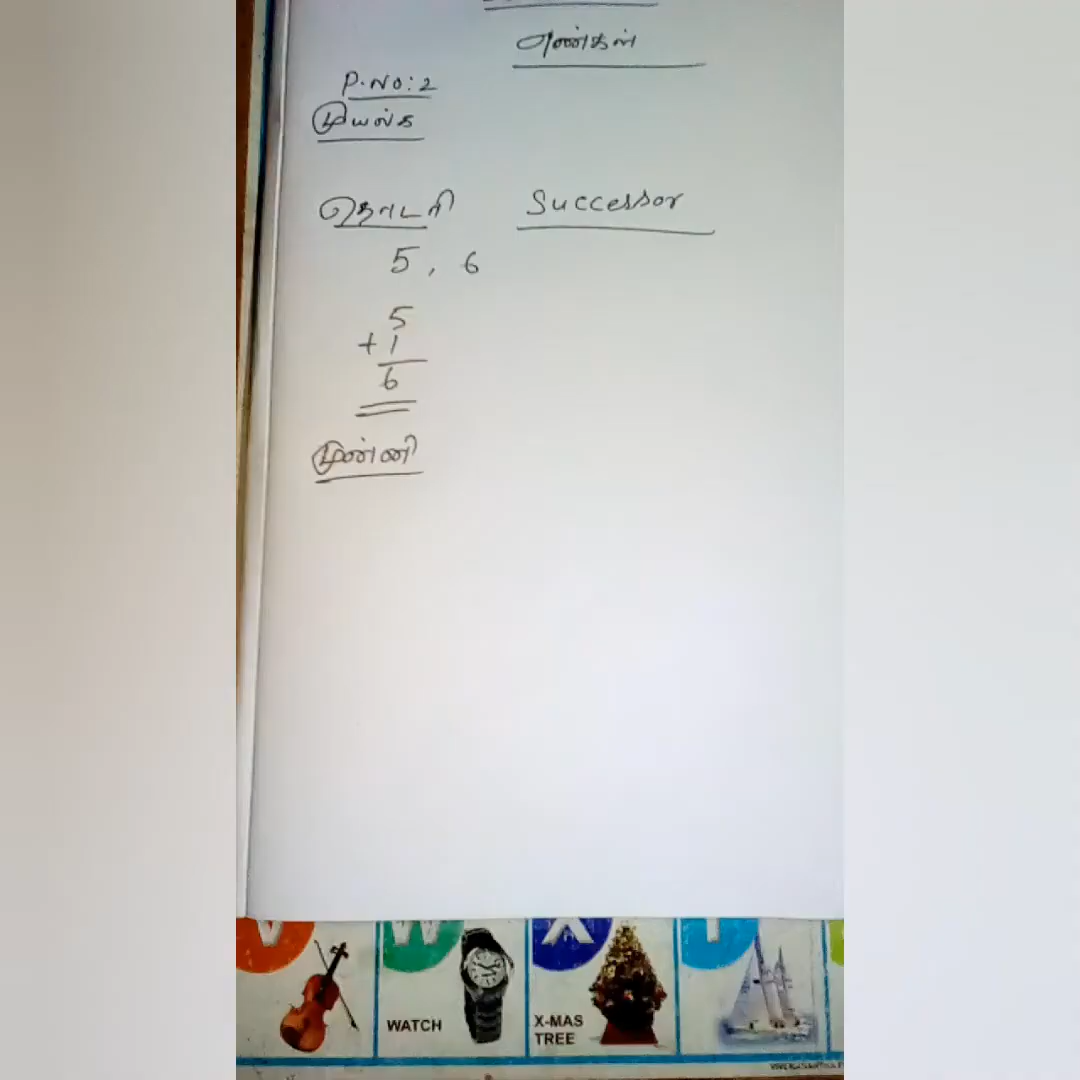 எண்கள்
P.No:2
முயல்க
தொடரி Successor
5, 6
5
+ 1
6
முன்னி
V W X Y
WATCH X-MAS
TREE